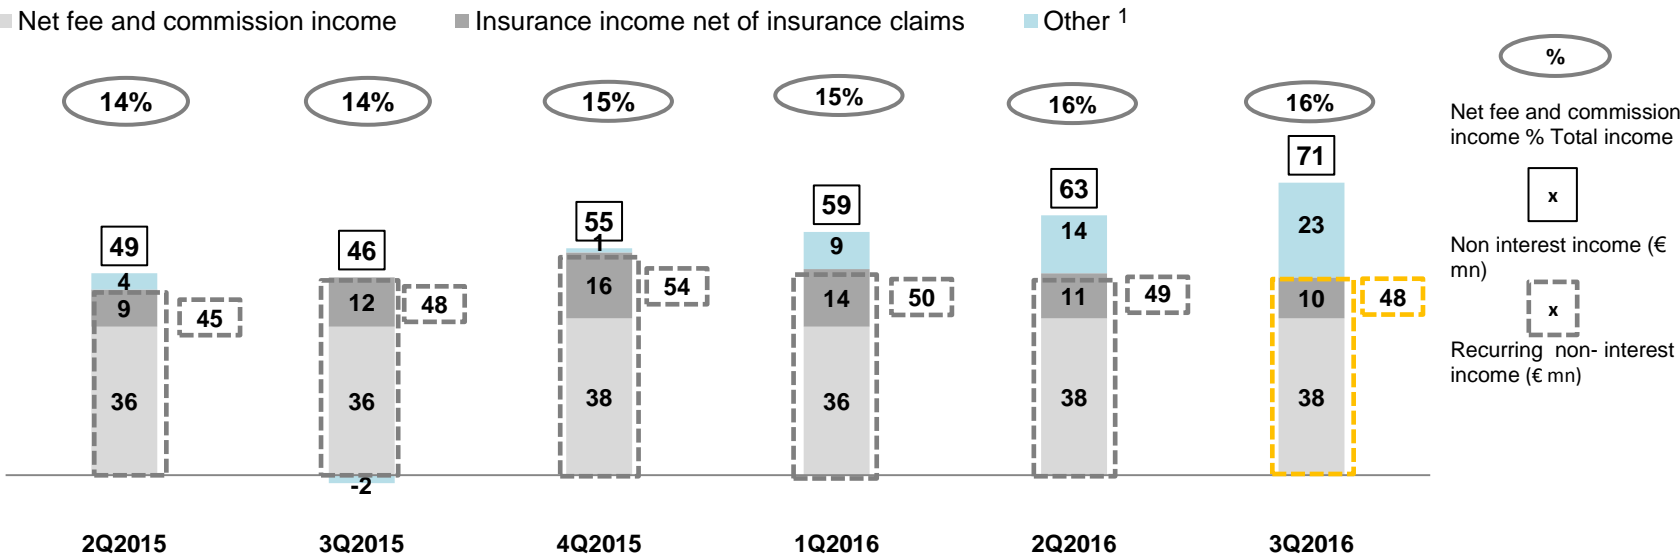 Net fee and commission income Insurance income net of insurance claims Other 1
14% 14% 15% 15% 16% 16%
%
Net fee and commission
income % Total income
x
Non interest income (€
mn)
x
Recurring non- interest
income (€ mn)
49 46 55 59 63 71
4 1 9 14 23
9 12 16 14 11 10
45 48 54 50 49 48
36 36 38 36 38 38
-2
2Q2015 3Q2015 4Q2015 1Q2016 2Q2016 3Q2016